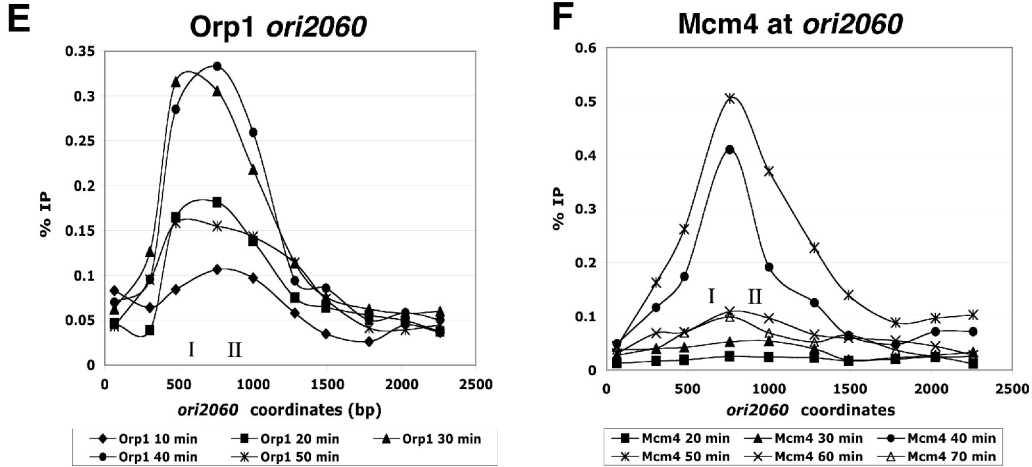 E
Orp1 ori2060
0.35
0.3
0.25
0.2
0.15
0.1
0.05
0
% IP
I II
0 500 1000 1500 2000 2500
ori2060 coordinates (bp)
Orp1 10 min Orp1 20 min Orp1 30 min
Orp1 40 min Orp1 50 min
F
Mcm4 at ori2060
0.6
0.5
0.4
0.3
0.2
0.1
0
% IP
I II
0 500 1000 1500 2000 2500
ori2060 coordinates
Mcm4 20 min Mcm4 30 min Mcm4 40 min
Mcm4 50 min Mcm4 60 min Mcm4 70 min